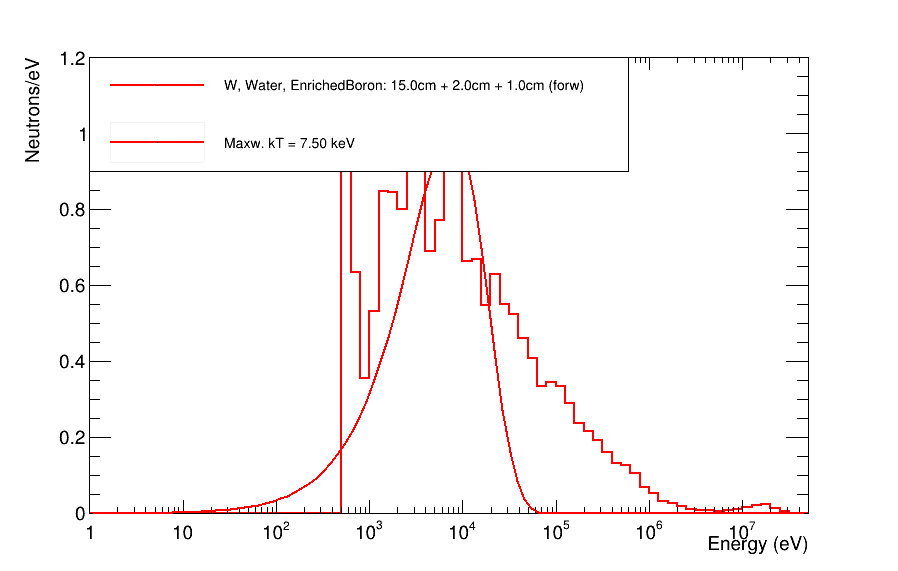 Neutrons/eV
1.2
1
0.8
0.6
0.4
0.2
0
W, Water, EnrichedBoron: 15.0cm + 2.0cm + 1.0cm (forw)
Maxw. kT = 7.50 keV
1 10 10² 10³ 10⁴ 10⁵ 10⁶ 10⁷
Energy (eV)